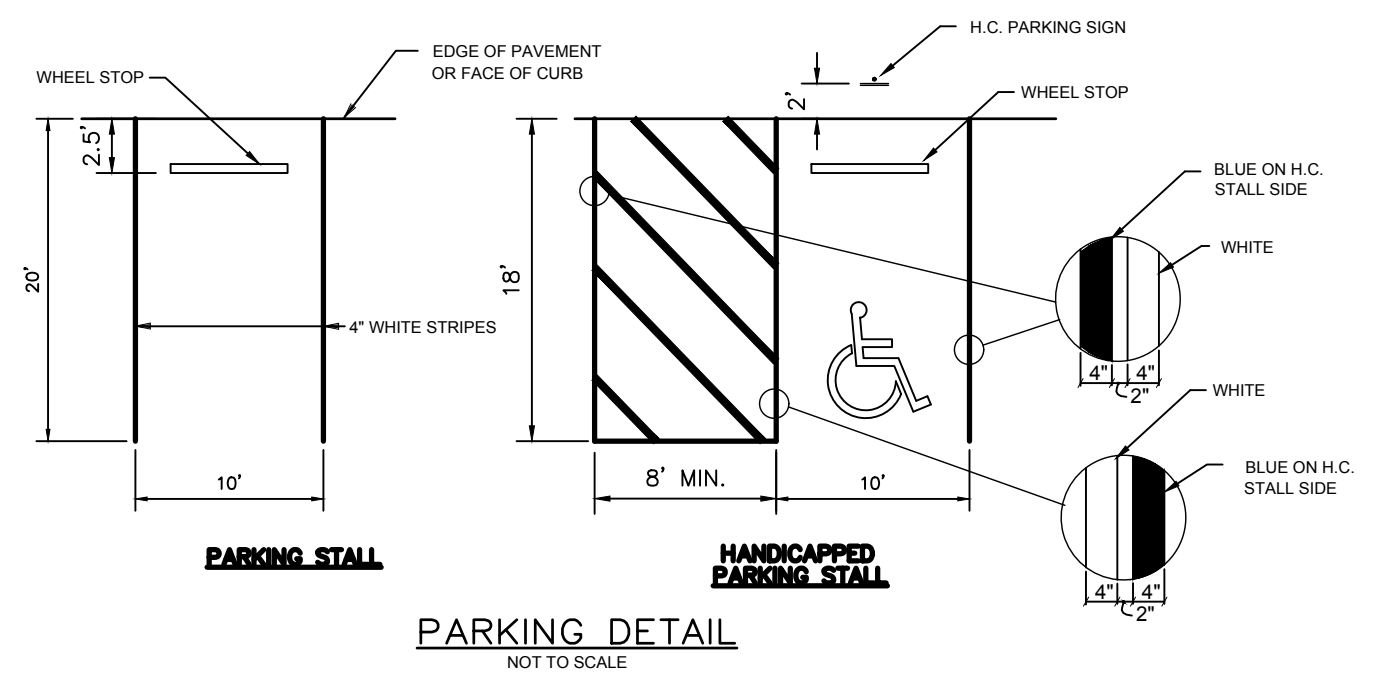 H.C. PARKING SIGN
EDGE OF PAVEMENT
OR FACE OF CURB
WHEEL STOP
WHEEL STOP
2'
2.5'
BLUE ON H.C.
STALL SIDE
WHITE
20'
18'
4" WHITE STRIPES
4" 4"
2"
WHITE
BLUE ON H.C.
STALL SIDE
10'
8' MIN.
10'
4" 4"
2"
PARKING STALL
HANDICAPPED
PARKING STALL
PARKING DETAIL
NOT TO SCALE